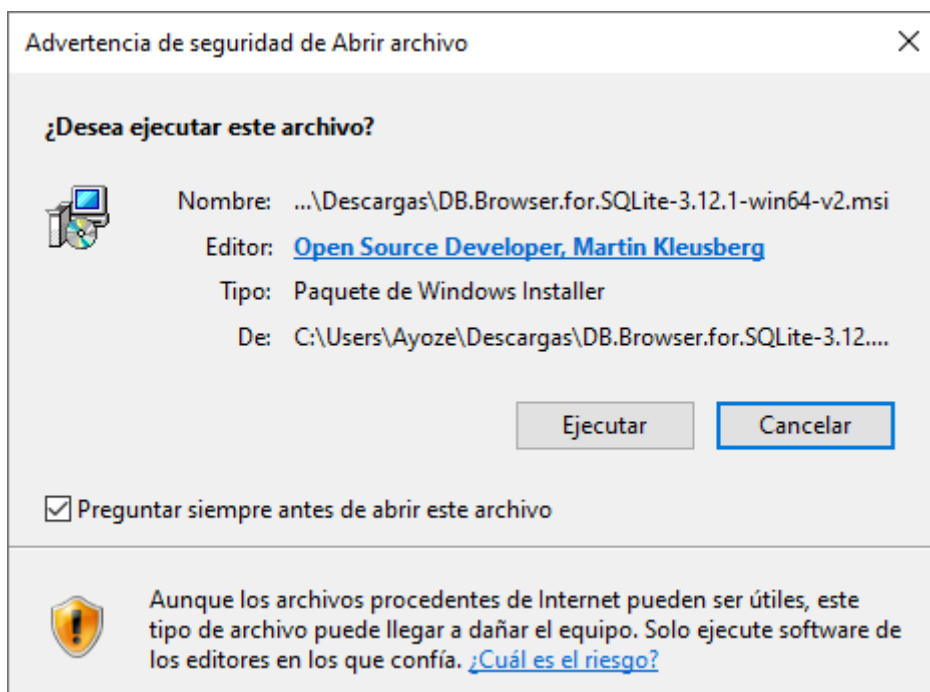 Advertencia de seguridad de Abrir archivo
¿Desea ejecutar este archivo?
Nombre: ...\Descargas\DB.Browser.for.SQLite-3.12.1-win64-v2.msi
Editor: Open Source Developer, Martin Kleusberg
Tipo: Paquete de Windows Installer
De: C:\Users\Ayoze\Descargas\DB.Browser.for.SQLite-3.12....
Ejecutar Cancelar
Preguntar siempre antes de abrir este archivo
Aunque los archivos procedentes de Internet pueden ser útiles, este
tipo de archivo puede llegar a dañar el equipo. Solo ejecute software de
los editores en los que confía. ¿Cuál es el riesgo?